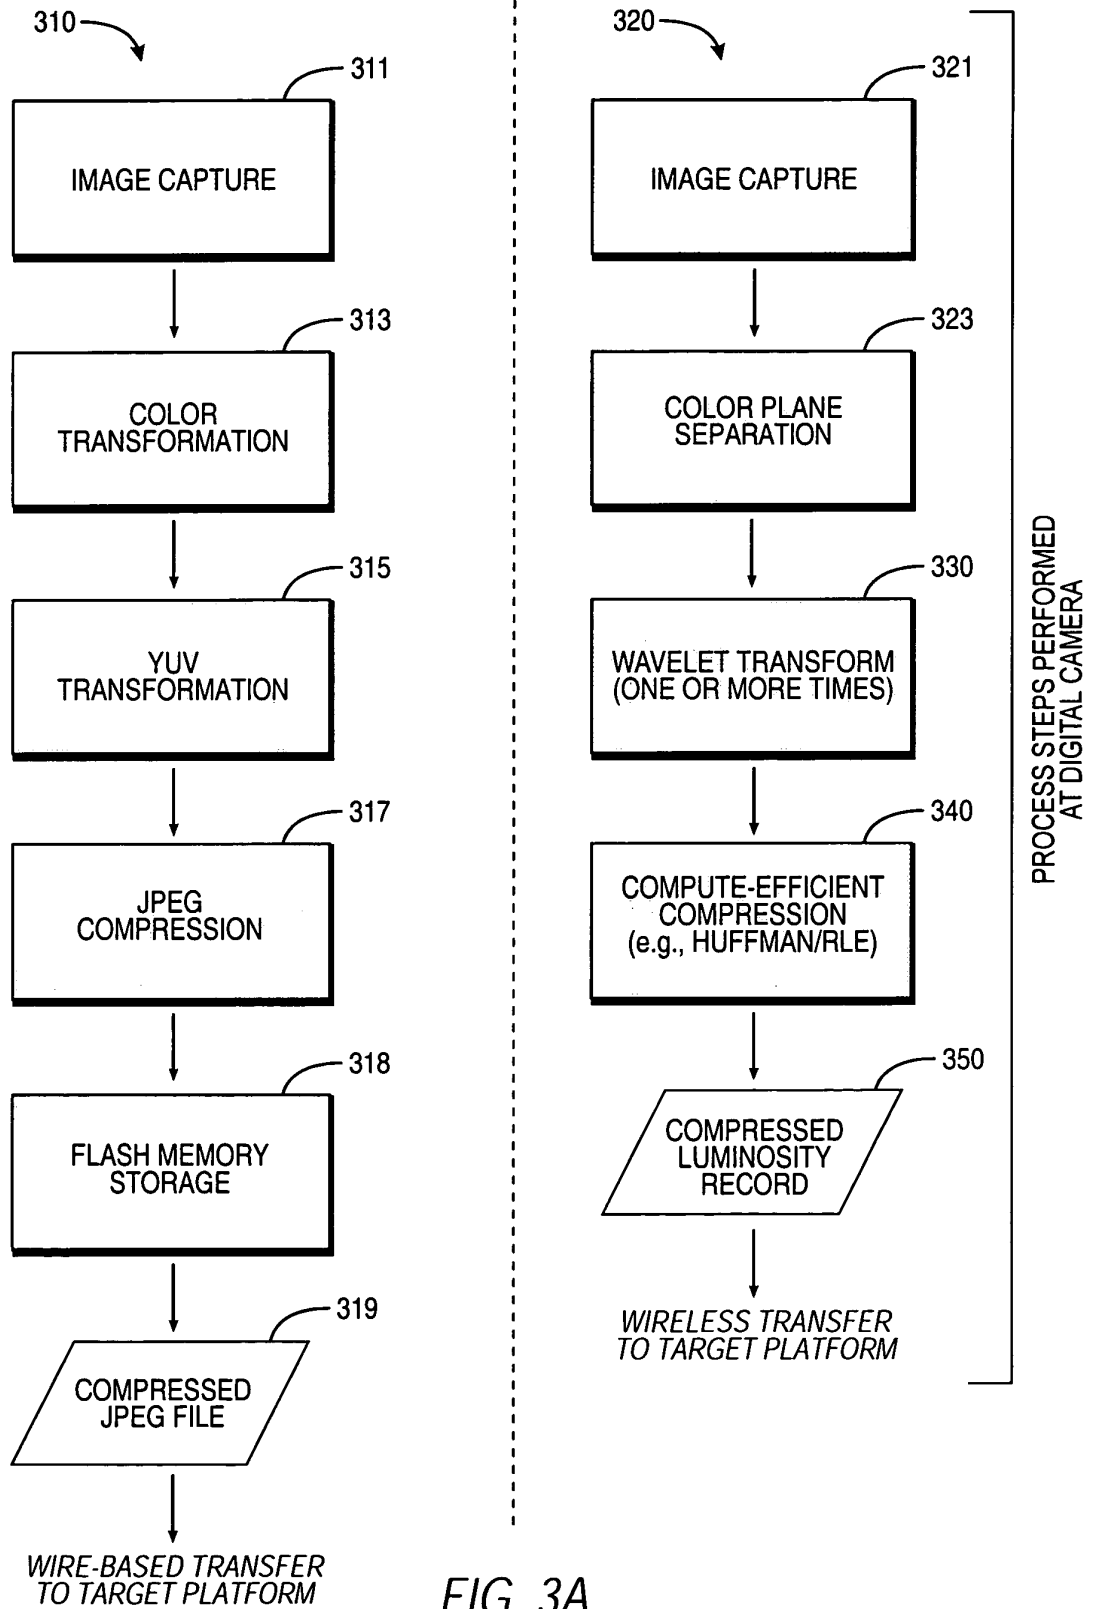 310
311
IMAGE CAPTURE
313
COLOR
TRANSFORMATION
315
YUV
TRANSFORMATION
317
JPEG
COMPRESSION
318
FLASH MEMORY
STORAGE
319
COMPRESSED
JPEG FILE
WIRE-BASED TRANSFER
TO TARGET PLATFORM
320
321
IMAGE CAPTURE
323
COLOR PLANE
SEPARATION
330
WAVELET TRANSFORM
(ONE OR MORE TIMES)
340
COMPUTE-EFFICIENT
COMPRESSION
(e.g., HUFFMAN/RLE)
350
COMPRESSED
LUMINOSITY
RECORD
WIRELESS TRANSFER
TO TARGET PLATFORM
PROCESS STEPS PERFORMED
AT DIGITAL CAMERA
FIG. 3A